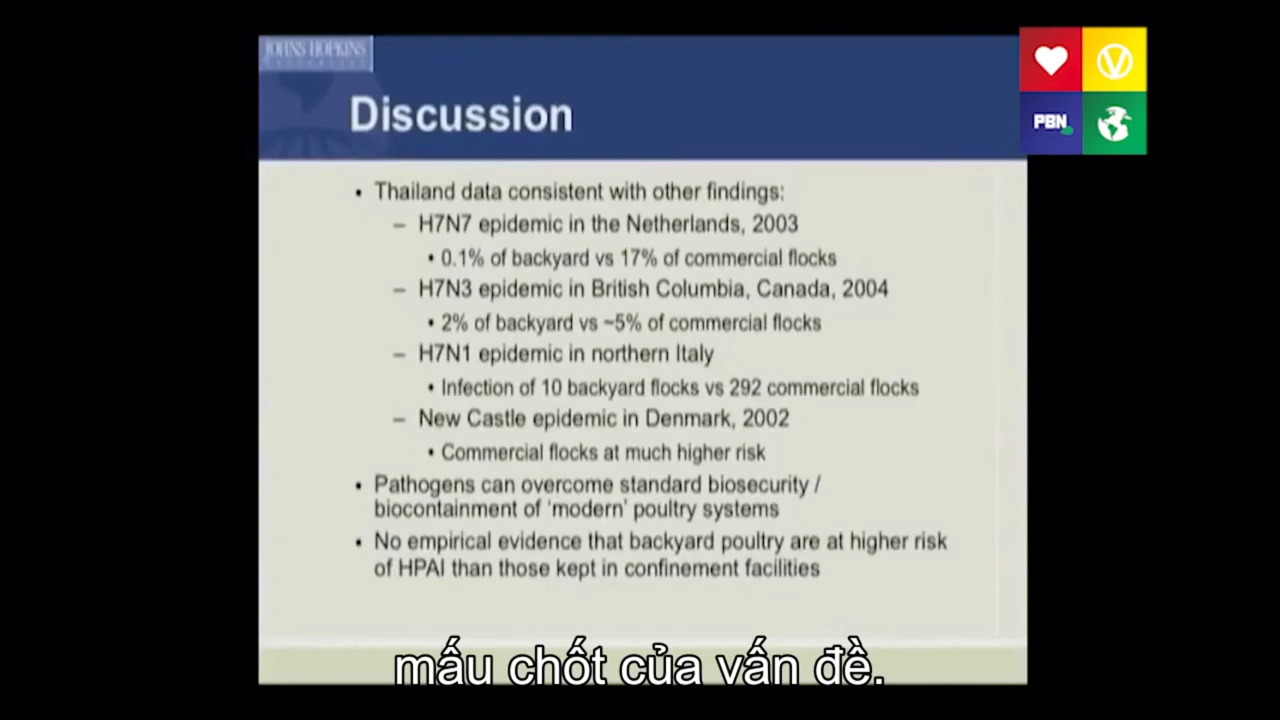 JOHNS HOPKINS
Discussion
PBN
• Thailand data consistent with other findings:
– H7N7 epidemic in the Netherlands, 2003
• 0.1% of backyard vs 17% of commercial flocks
– H7N3 epidemic in British Columbia, Canada, 2004
• 2% of backyard vs ~5% of commercial flocks
– H7N1 epidemic in northern Italy
• Infection of 10 backyard flocks vs 292 commercial flocks
– New Castle epidemic in Denmark, 2002
• Commercial flocks at much higher risk
• Pathogens can overcome standard biosecurity /
biocontainment of ‘modern’ poultry systems
• No empirical evidence that backyard poultry are at higher risk
of HPAI than those kept in confinement facilities
mấu chốt của vấn đề.